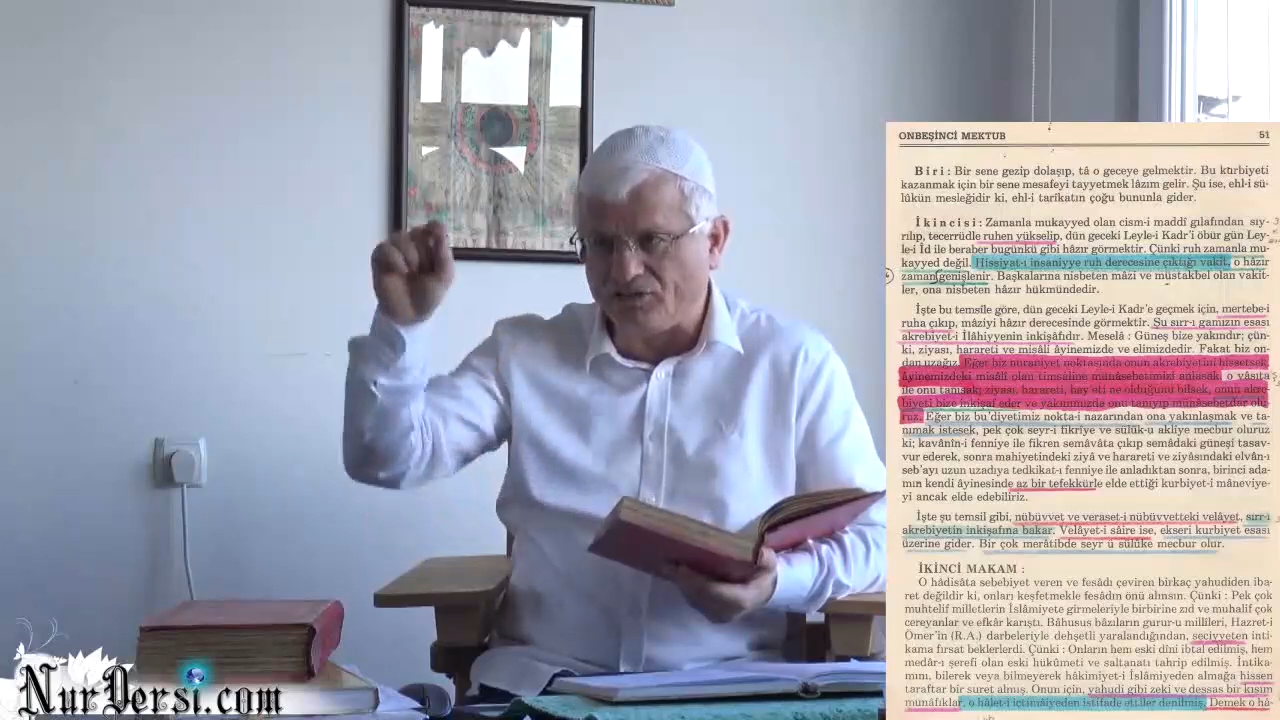 ONBEŞİNCİ MEKTUB 51
Biri: Bir sene gezip dolaşıp, tâ o geceye gelmektir. Bu kurbiyeti
kazanmak için bir sene mesafeyi tayyetmek lâzım gelir. Şu ise, ehl-i sü-
lûkün mesleğidir ki, ehl-i tarîkatın çoğu bununla gider.
İkincisi: Zamanla mukayyed olan cism-i maddî gılafından sıy-
rılıp, tecerrüdle ruhen yükselip, dün geceki Leyle-i Kadr'i öbür gün Ley-
le-i İd ile beraber bugünkü gibi hâzır görmektir. Çünki ruh zamanla mu-
kayyed değil. Hissiyat-ı insaniyye ruh derecesine çıktığı vakit, o hâzır
zaman genişlenir. Başkalarına nisbeten mâzi ve müstakbel olan vakit-
ler, ona nisbeten hâzır hükmündedir.
İşte bu temsîle göre, dün geceki Leyle-i Kadr'e geçmek için, mertebe-i
ruha çıkıp, mâziyi hâzır derecesinde görmektir. Şu sırr-ı gamızın esası
akrebiyet-i İlâhiyyenin inkişafıdır. Meselâ: Güneş bize yakındır; çün-
ki, ziyası, harareti ve misâli âyinemizde ve elimizdedir. Fakat biz on-
dan uzağız. Eğer biz nuraniyet noktasında onun akrebiyetini hissetsek,
âyinemizdeki misâlî olan timsaline münasebetimizi anlasak, o vâsıta
ile onu tanısak; ziyası, harareti, hey'eti ne olduğunu bilsek, onun akre-
biyeti bize inkişaf eder ve yakınımızda onu tanıyıp münasebetdar olu-
ruz. Eğer biz bu'diyetimiz nokta-i nazarından ona yakınlaşmak ve ta-
nımak istesek, pek çok seyr-i fikriye ve sülûk-u akliye mecbur oluruz
ki; kavânîn-i fenniye ile fikren semâvâta çıkıp semâdaki güneşi tasav-
vur ederek, sonra mahiyetindeki ziyâ ve harareti ve ziyâsındaki elvân-ı
seb'ayı uzun uzadıya tedkikat-ı fenniye ile anladıktan sonra, birinci ada-
mın kendi âyinesinde az bir tefekkürle elde ettiği kurbiyet-i mâneviye-
yi ancak elde edebiliriz.
İşte şu temsîl gibi, nübüvvet ve veraset-i nübüvvetteki velâyet, sırr-ı
akrebiyetin inkişafına bakar. Velâyet-i sâire ise, ekseri kurbiyet esası
üzerine gider. Bir çok merâtibde seyr ü sülûke mecbur olur.
İKİNCİ MAKAM:
O hâdisâta sebebiyet veren ve fesâdı çeviren birkaç yahudiden iba-
ret değildir ki, onları keşfetmekle fesâdın önü alınsın. Çünki: Pek çok
muhtelif milletlerin İslâmiyete girmeleriyle birbirine zıd ve muhalif çok
cereyanlar ve efkâr karıştı. Bâhusus bâzıların gurur-u millîleri, Hazret-i
Ömer'in (R.A.) darbeleriyle dehşetli yaralandığından, seciyyeten inti-
kama fırsat beklerlerdi. Çünki: Onların hem eski dîni ibtal edilmiş, hem
medâr-ı şerefi olan eski hükûmeti ve saltanatı tahrip edilmiş. İntika-
mını, bilerek veya bilmeyerek hâkimiyet-i İslâmiyeden almağa hissen
taraftar bir suret almış. Onun için, yahudi gibi zeki ve dessas bir kısım
münâfıklar, o hâlet-i içtimâiyeden istifade ettiler denilmiş. Demek o hâ-
NurDersi.com